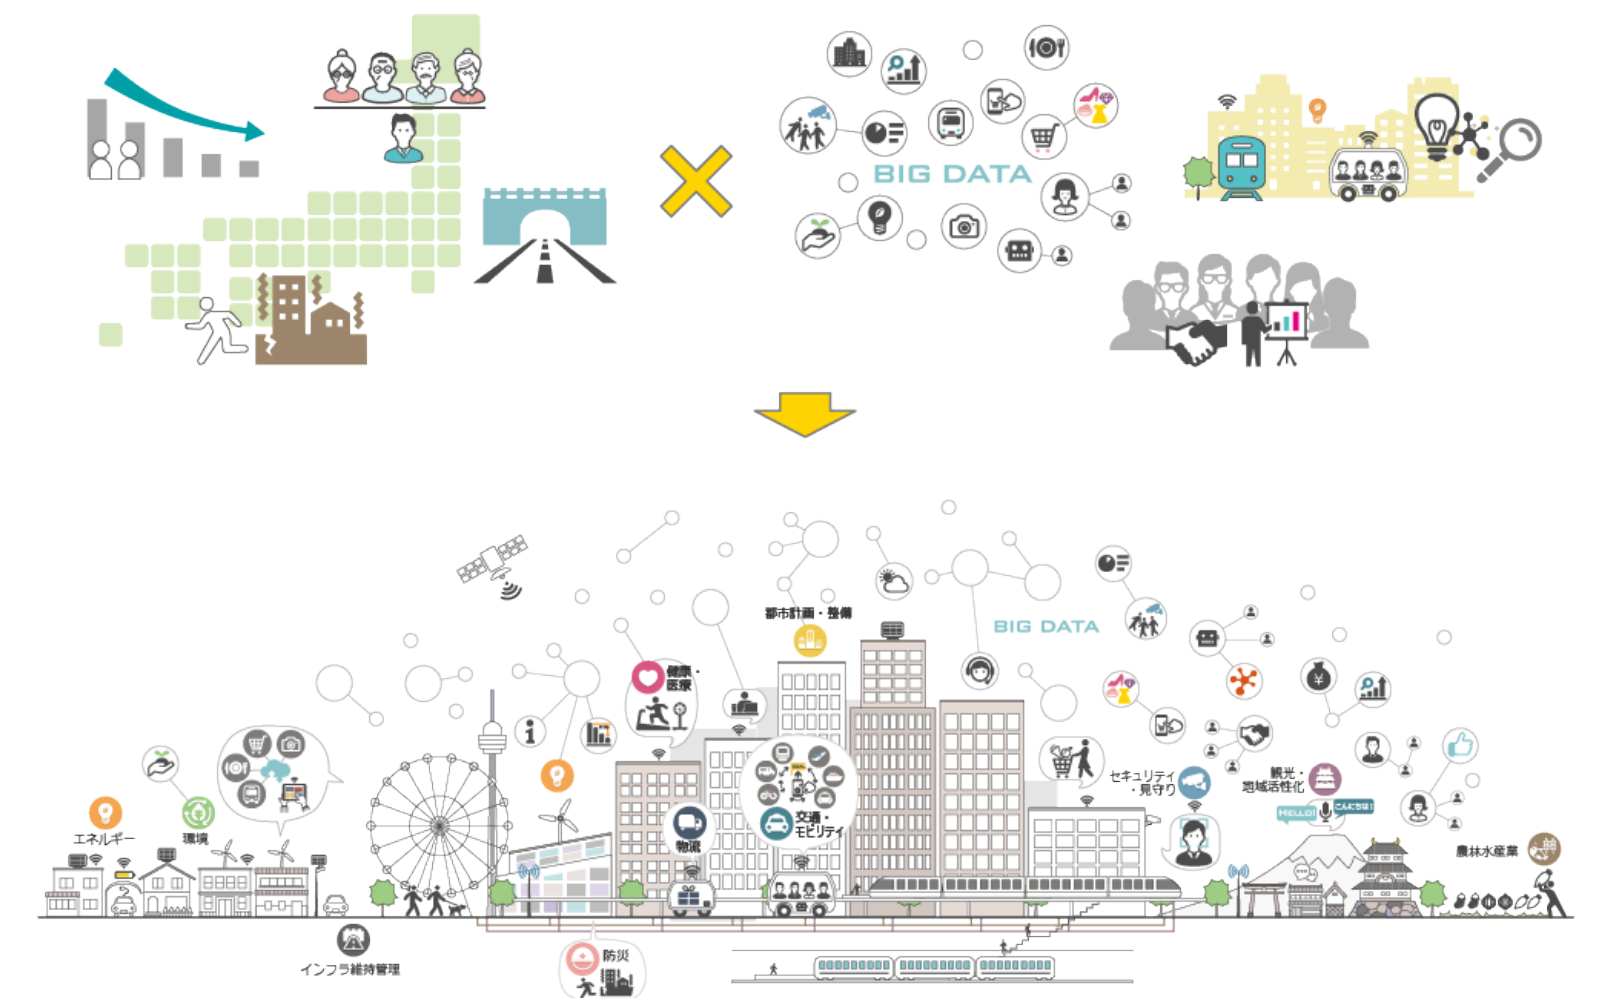 BIG DATA
都市計画・整備
BIG DATA
健康・
医療
i
¥
セキュリティ
・見守り
観光・
地域活性化
HELLO!
こんにちは!
エネルギー
環境
物流
交通・
モビリティ
農林水産業
インフラ維持管理
防災